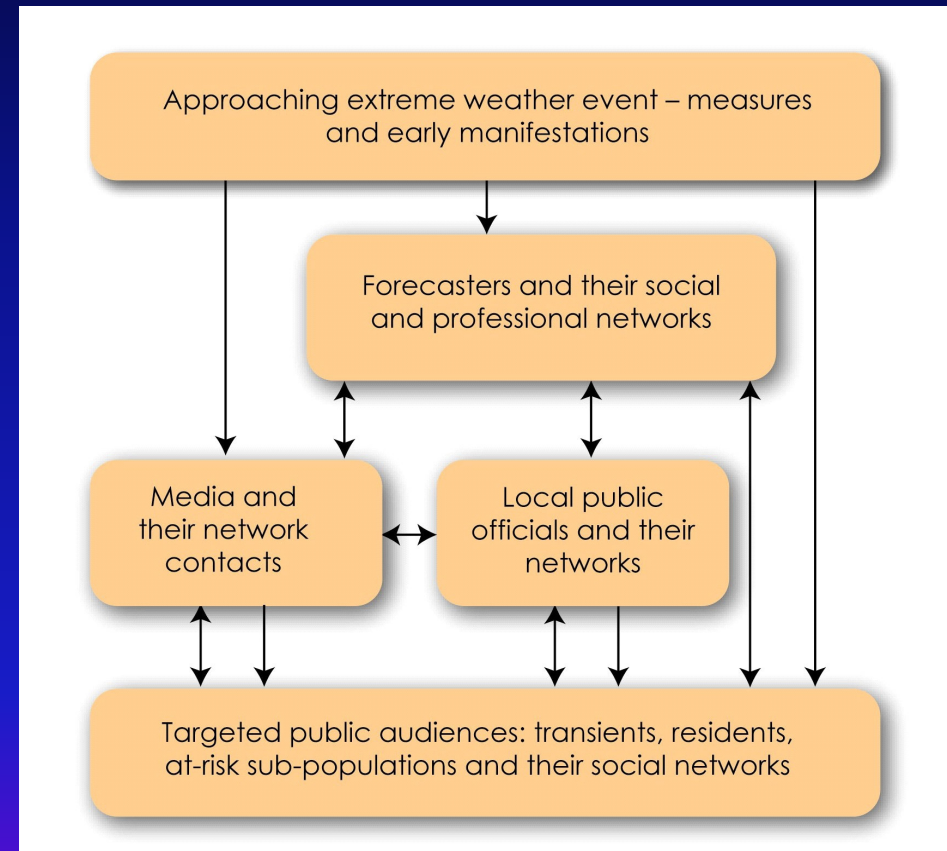 Approaching extreme weather event – measures
and early manifestations
Forecasters and their social
and professional networks
Media and
their network
contacts
Local public
officials and their
networks
Targeted public audiences: transients, residents,
at-risk sub-populations and their social networks